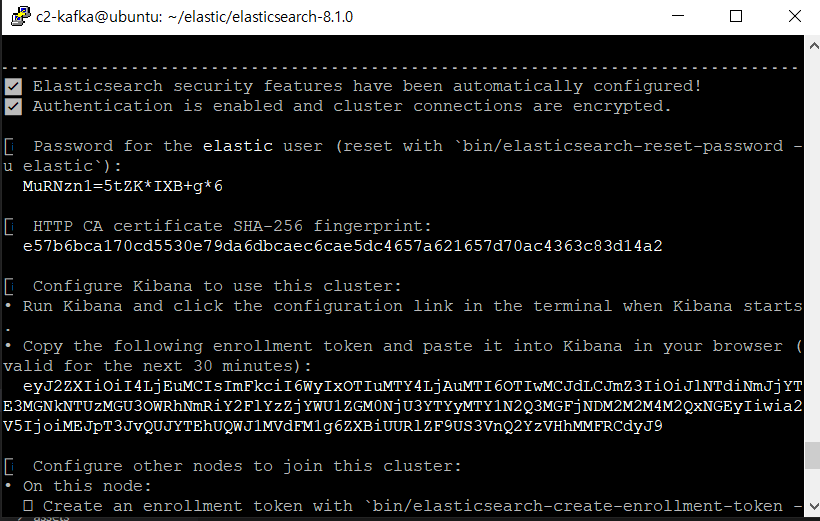 c2-kafka@ubuntu: ~/elastic/elasticsearch-8.1.0
--------------------------------------------------------------------------------
✅ Elasticsearch security features have been automatically configured!
✅ Authentication is enabled and cluster connections are encrypted.
Password for the elastic user (reset with `bin/elasticsearch-reset-password -
u elastic`):
MuRNzn1=5tZK*IXB+g*6
HTTP CA certificate SHA-256 fingerprint:
e57b6bca170cd5530e79da6dbcaec6cae5dc4657a621657d70ac4363c83d14a2
Configure Kibana to use this cluster:
• Run Kibana and click the configuration link in the terminal when Kibana starts
.
• Copy the following enrollment token and paste it into Kibana in your browser (
valid for the next 30 minutes):
eyJ2ZXIiOiI4LjEuMCIsImFkciI6WyIxOTIuMTY4LjAuMTI6OTIwMCJdLCJmZ3IiOiJlNTdiNmJjYT
E3MGNkNTUzMGU3OWRhNmRiY2FlYzZjYWU1ZGM0NjU3YTYyMTY1N2Q3MGFjNDM2M2M4M2QxNGEyIiwia2
V5IjoiMEJpT3JvQUJYTEhUQWJ1MVdFM1g6ZXBiUURlZF9US3VnQ2YzVHhMMFRCdyJ9
Configure other nodes to join this cluster:
• On this node:
Create an enrollment token with `bin/elasticsearch-create-enrollment-token -
assets